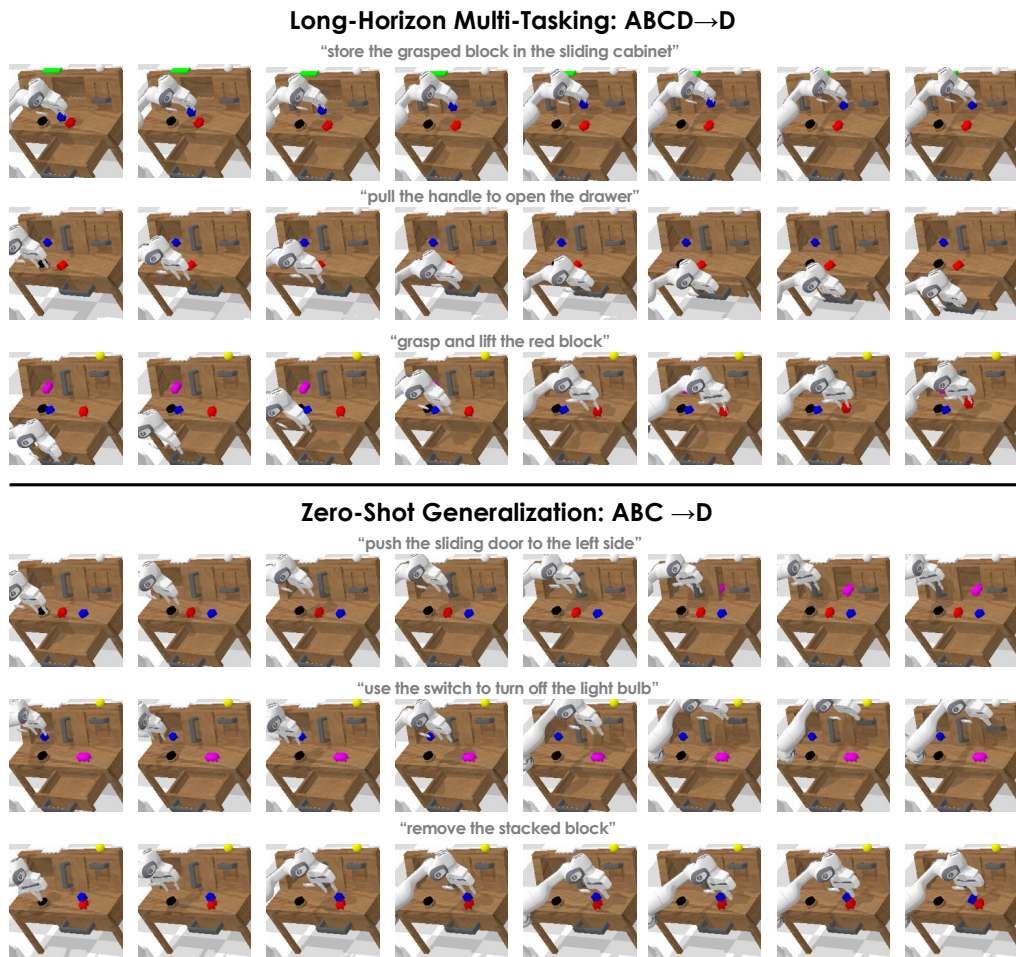 Long-Horizon Multi-Tasking: ABCD→D
“store the grasped block in the sliding cabinet”
“pull the handle to open the drawer”
“grasp and lift the red block”
Zero-Shot Generalization: ABC →D
“push the sliding door to the left side”
“use the switch to turn off the light bulb”
“remove the stacked block”